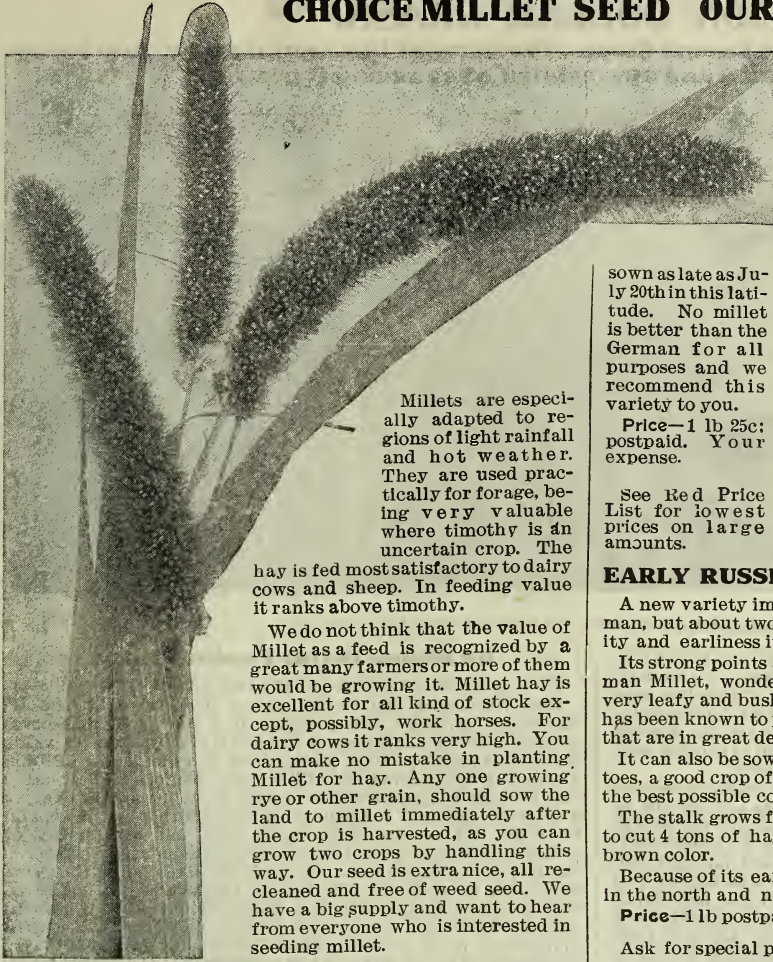 CHOICE MILLET SEED OUR
Millets are especi-
ally adapted to re-
gions of light rainfall
and hot weather.
They are used prac-
tically for forage, be-
ing very valuable
where timothy is an
uncertain crop. The
hay is fed most satisfactory to dairy
cows and sheep. In feeding value
it ranks above timothy.
We do not think that the value of
Millet as a feed is recognized by a
great many farmers or more of them
would be growing it. Millet hay is
excellent for all kind of stock ex-
cept, possibly, work horses. For
dairy cows it ranks very high. You
can make no mistake in planting
Millet for hay. Any one growing
rye or other grain, should sow the
land to millet immediately after
the crop is harvested, as you can
grow two crops by handling this
way. Our seed is extra nice, all re-
cleaned and free of weed seed. We
have a big supply and want to hear
from everyone who is interested in
seeding millet.
sown as late as Ju-
ly 20th in this lati-
tude. No millet
is better than the
German for all
purposes and we
recommend this
variety to you.
Price—1 lb 25c;
postpaid. Your
expense.
See Red Price
List for lowest
prices on large
amounts.
EARLY RUSSI
A new variety im
man, but about two
ity and earliness i
Its strong points
man Millet, wonde
very leafy and bush
has been known to
that are in great de
It can also be sow
toes, a good crop of
the best possible co
The stalk grows f
to cut 4 tons of ha
brown color.
Because of its ea
in the north and n
Price—1 lb postpa
Ask for special p